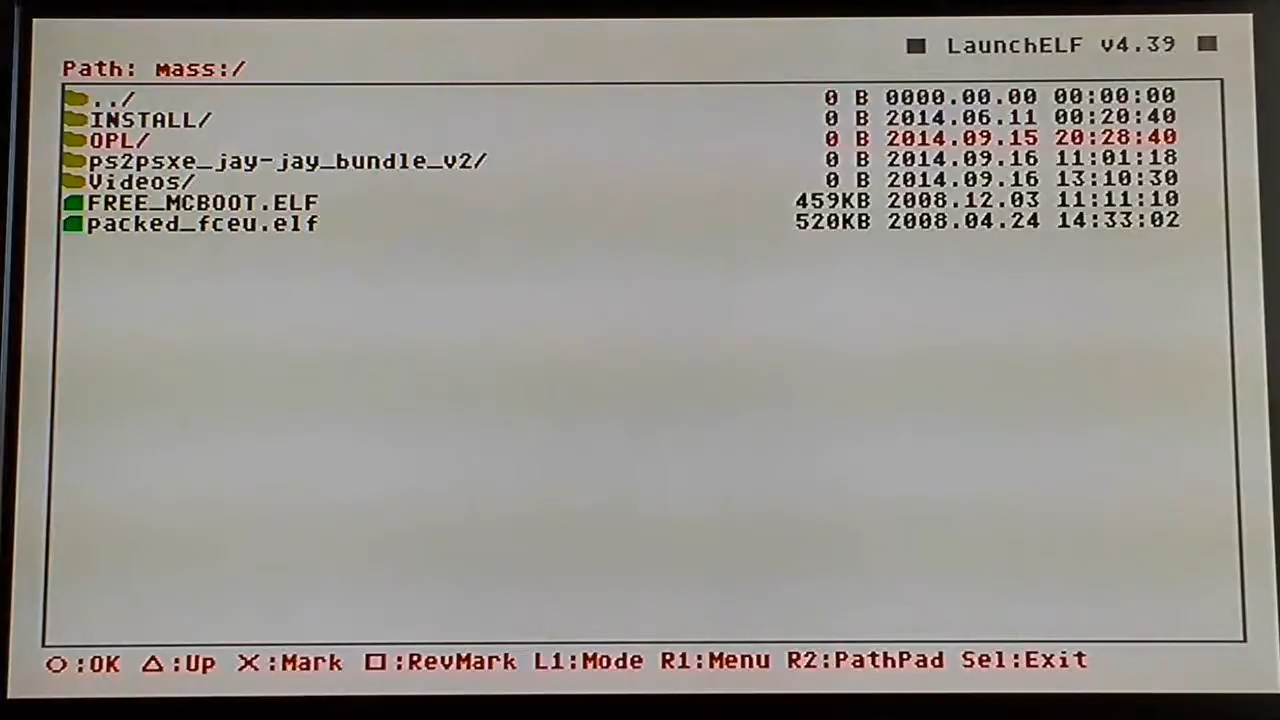 ■ LaunchELF v4.39 ■
Path: mass:/
../ 0 B 0000.00.00 00:00:00
INSTALL/ 0 B 2014.06.11 00:20:40
OPL/ 0 B 2014.09.15 20:28:40
ps2psxe_jay-jay_bundle_v2/ 0 B 2014.09.16 11:01:18
Videos/ 0 B 2014.09.16 13:10:30
FREE_MCBOOT.ELF 459KB 2008.12.03 11:11:10
packed_fceu.elf 520KB 2008.04.24 14:33:02
○:OK △:Up ×:Mark □:RevMark L1:Mode R1:Menu R2:PathPad Sel:Exit